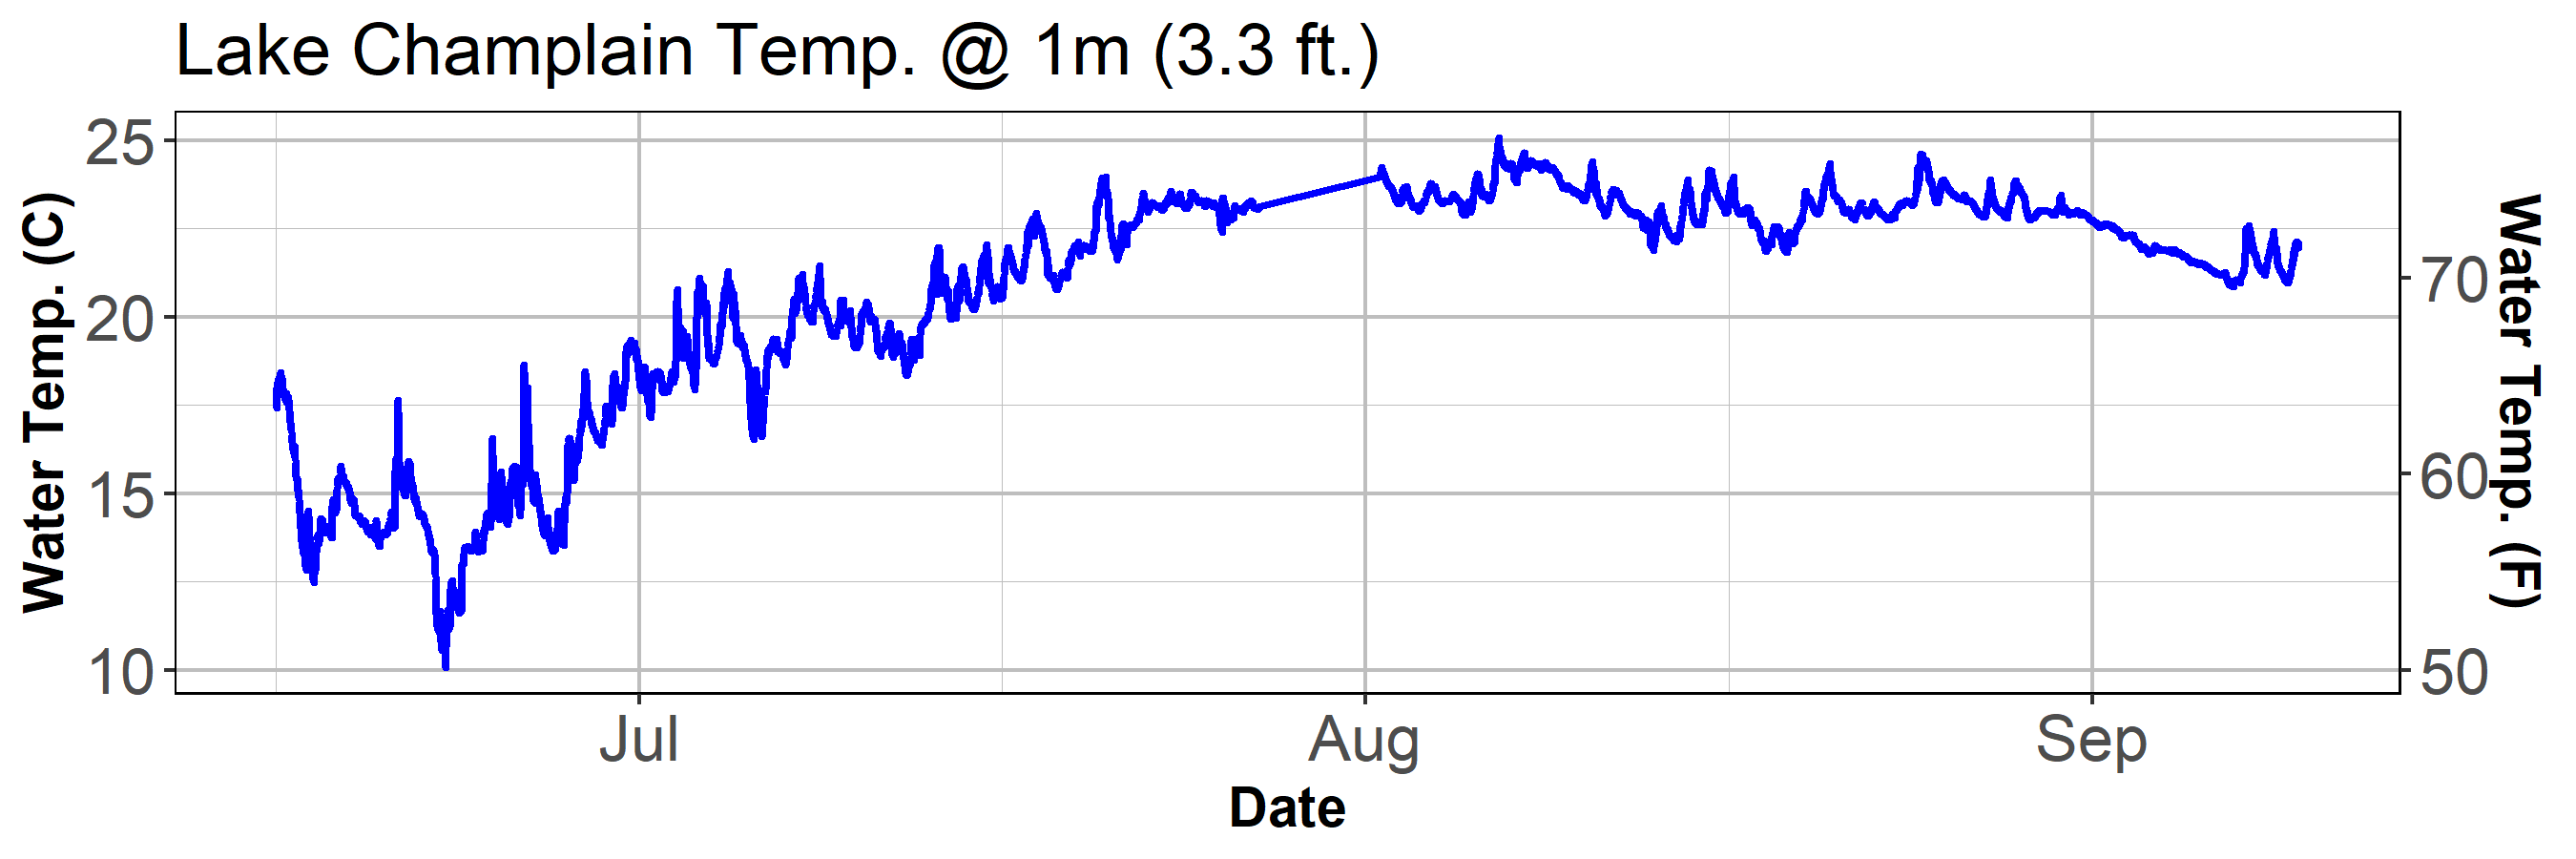 Lake Champlain Temp. @ 1m (3.3 ft.)
Water Temp. (C)
25
20
15
10
70
60
50
Water Temp. (F)
Jul
Aug
Sep
Date